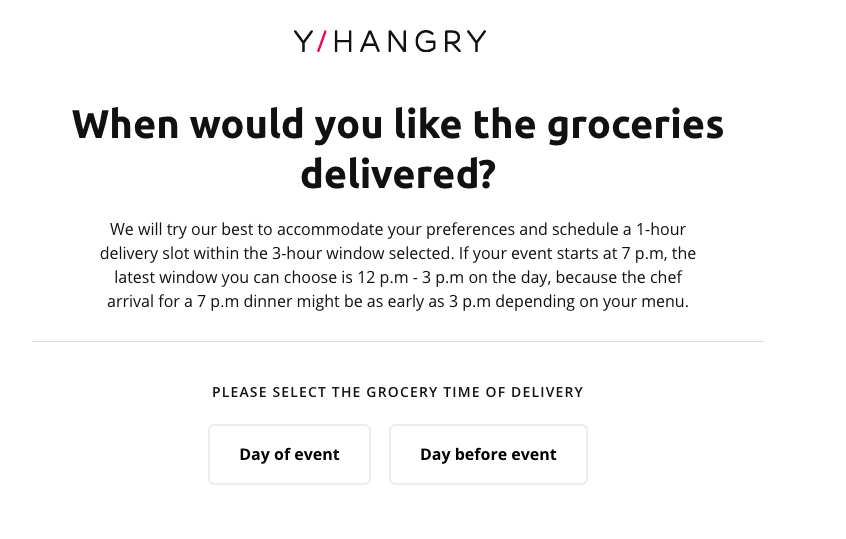 Y/HANGRY
When would you like the groceries
delivered?
We will try our best to accommodate your preferences and schedule a 1-hour
delivery slot within the 3-hour window selected. If your event starts at 7 p.m, the
latest window you can choose is 12 p.m - 3 p.m on the day, because the chef
arrival for a 7 p.m dinner might be as early as 3 p.m depending on your menu.
PLEASE SELECT THE GROCERY TIME OF DELIVERY
Day of event
Day before event